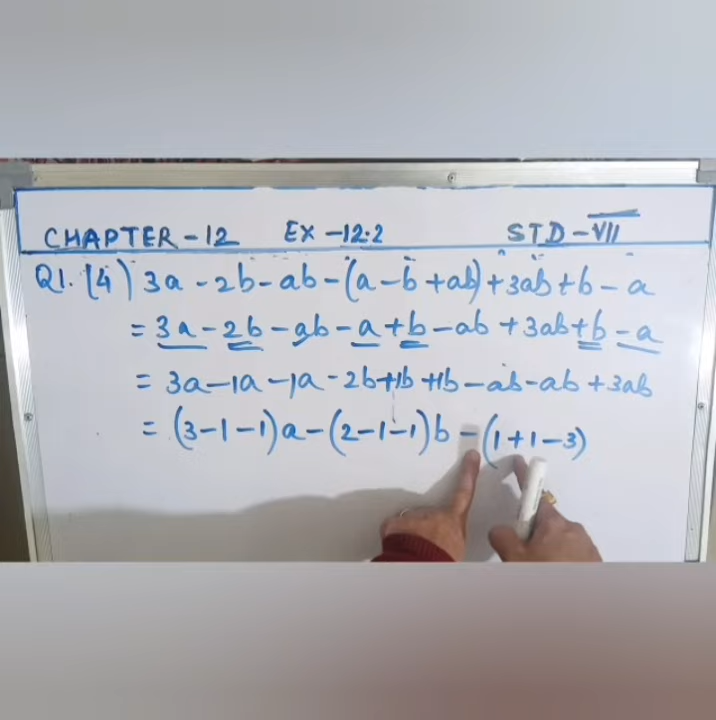 CHAPTER-12 EX-12.2 STD-VII
Q1. (4) 3a - 2b - ab - (a - b + ab) + 3ab + b - a
= 3a - 2b - ab - a + b - ab + 3ab + b - a
= 3a - 1a - 1a - 2b + 1b + 1b - ab - ab + 3ab
= (3-1-1)a - (2-1-1)b - (1+1-3)